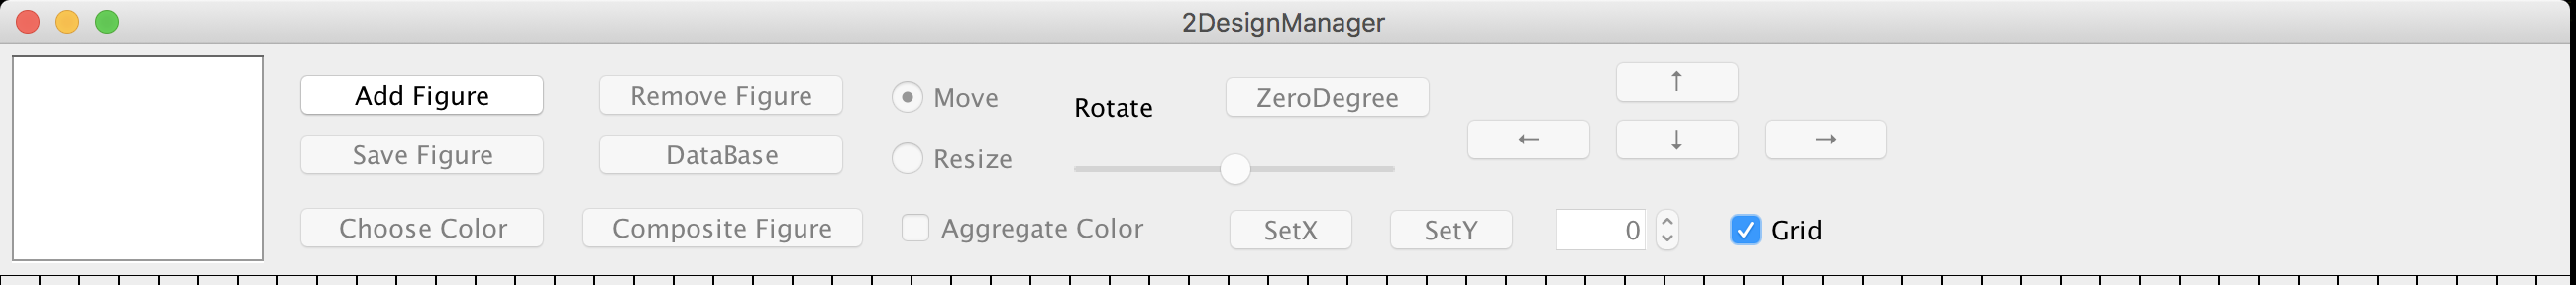 2DesignManager
Add Figure Remove Figure Move Rotate ZeroDegree ↑
Save Figure DataBase Resize ← ↓ →
Choose Color Composite Figure Aggregate Color SetX SetY 0 Grid